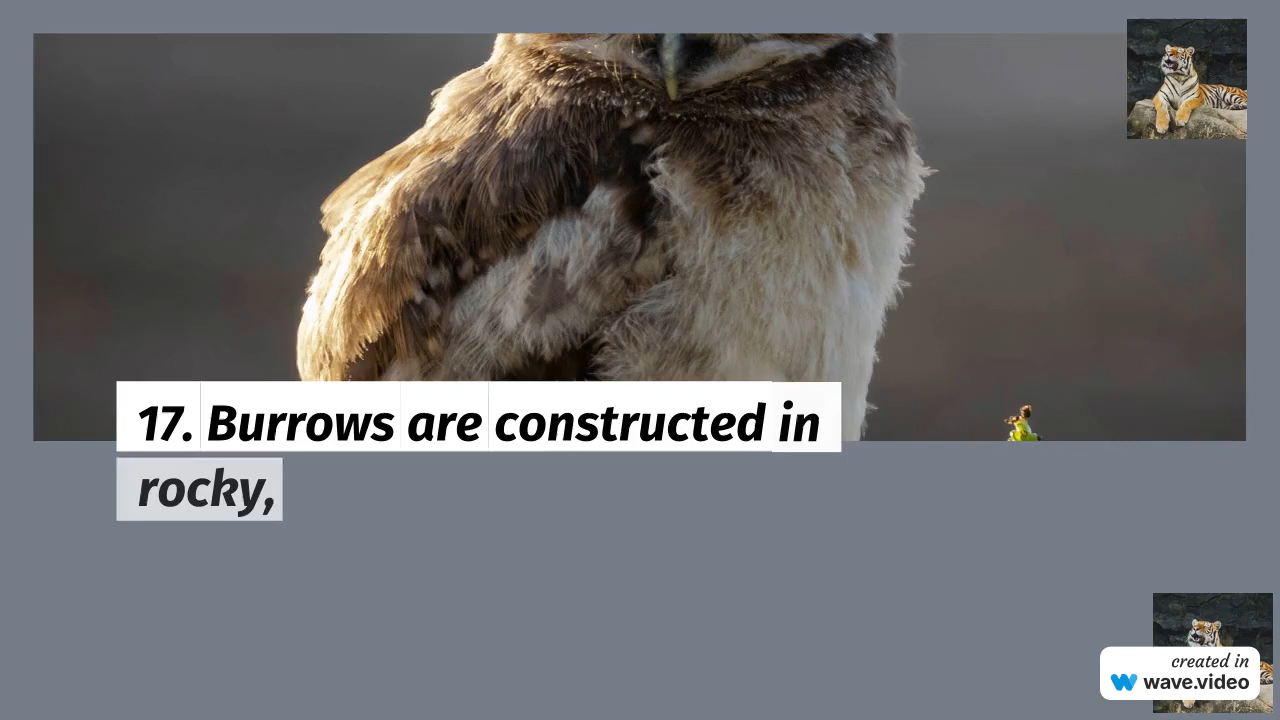 17. Burrows are constructed in
rocky,
created in
wave.video